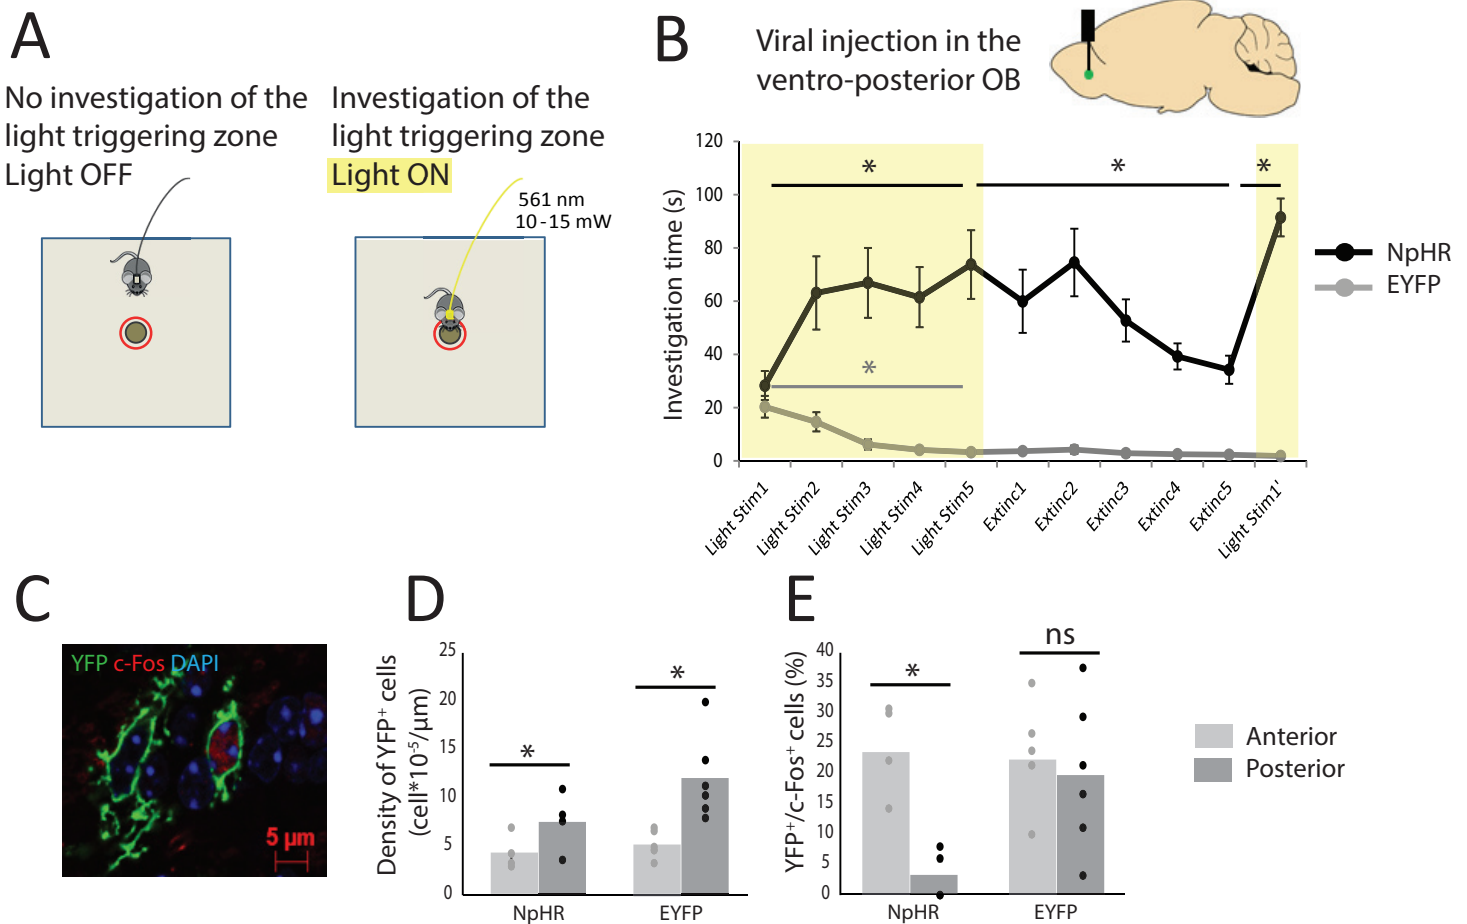 A
No investigation of the
light triggering zone
Light OFF
Investigation of the
light triggering zone
Light ON
561 nm
10-15 mW
B
Viral injection in the
ventro-posterior OB
Investigation time (s)
120
100
80
60
40
20
0
*
*
*
*
NpHR
EYFP
Light Stim1
Light Stim2
Light Stim3
Light Stim4
Light Stim5
Extinc1
Extinc2
Extinc3
Extinc4
Extinc5
Light Stim1'
C
YFP c-Fos DAPI
5 µm
D
Density of YFP+ cells
(cell*10-5/µm)
25
20
15
10
5
0
*
*
NpHR
EYFP
E
YFP+/c-Fos+ cells (%)
40
35
30
25
20
15
10
5
0
*
ns
NpHR
EYFP
Anterior
Posterior